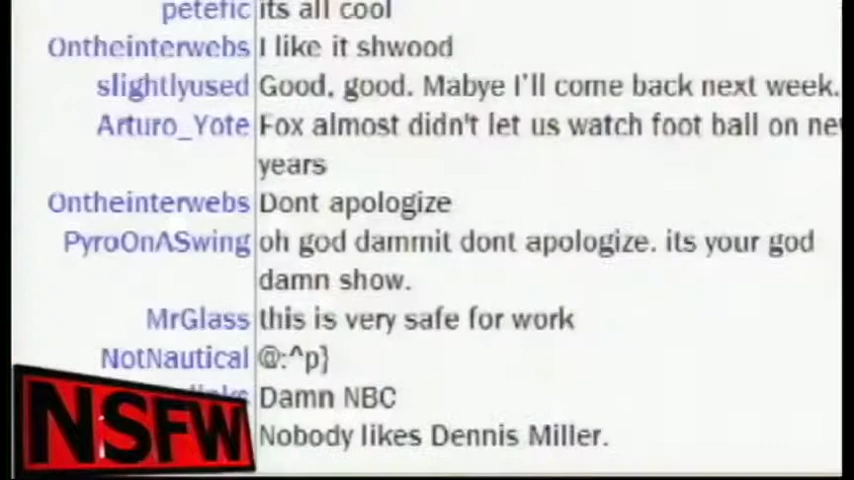 petefic its all cool
Ontheinterwebs I like it shwood
slightlyused Good, good. Mabye I'll come back next week.
Arturo_Yote Fox almost didn't let us watch foot ball on ne
years
Ontheinterwebs Dont apologize
PyroOnASwing oh god dammit dont apologize. its your god
damn show.
MrGlass this is very safe for work
NotNautical @:^p}
Damn NBC
Nobody likes Dennis Miller.
NSFW